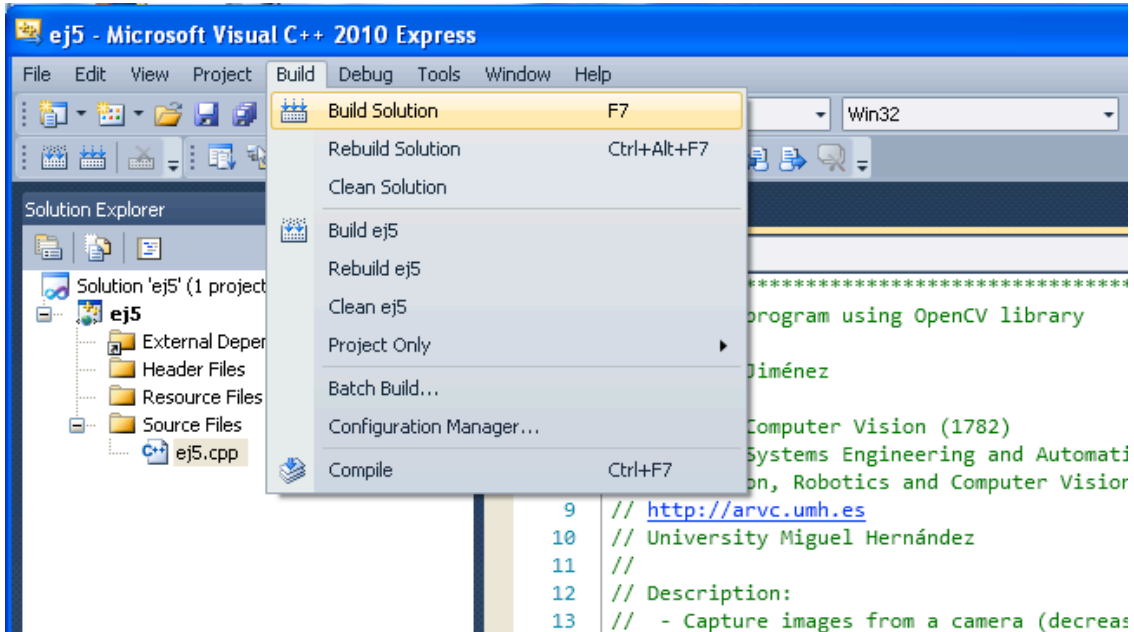 ej5 - Microsoft Visual C++ 2010 Express
File Edit View Project Build Debug Tools Window Help
Build Solution F7
Win32
Rebuild Solution Ctrl+Alt+F7
Clean Solution
Solution Explorer
Build ej5
Rebuild ej5
Solution 'ej5' (1 project
*********************************
Clean ej5
ej5
program using OpenCV library
External Deper
Project Only
Header Files
Jiménez
Resource Files
Batch Build...
Source Files
Configuration Manager...
Computer Vision (1782)
ej5.cpp
Systems Engineering and Automati
Compile Ctrl+F7
on, Robotics and Computer Vision
9 // http://arvc.umh.es
10 // University Miguel Hernández
11 //
12 // Description:
13 // - Capture images from a camera (decreas